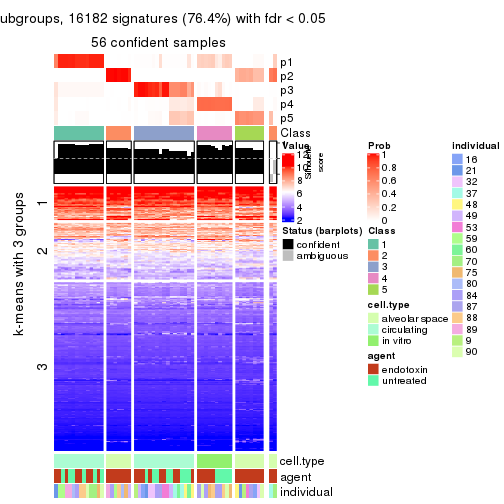 ubgroups, 16182 signatures (76.4%) with fdr < 0.05
56 confident samples
p1
p2
p3
p4
p5
Class
Silhouette
score
1
2
3
k-means with 3 groups
cell.type
agent
individual
Value
12
10
8
6
4
2
Status (barplots)
confident
ambiguous
Prob
1
0.8
0.6
0.4
0.2
0
Class
1
2
3
4
5
cell.type
alveolar space
circulating
in vitro
agent
endotoxin
untreated
individual
16
21
32
37
48
49
53
59
60
70
75
80
84
87
88
89
9
90